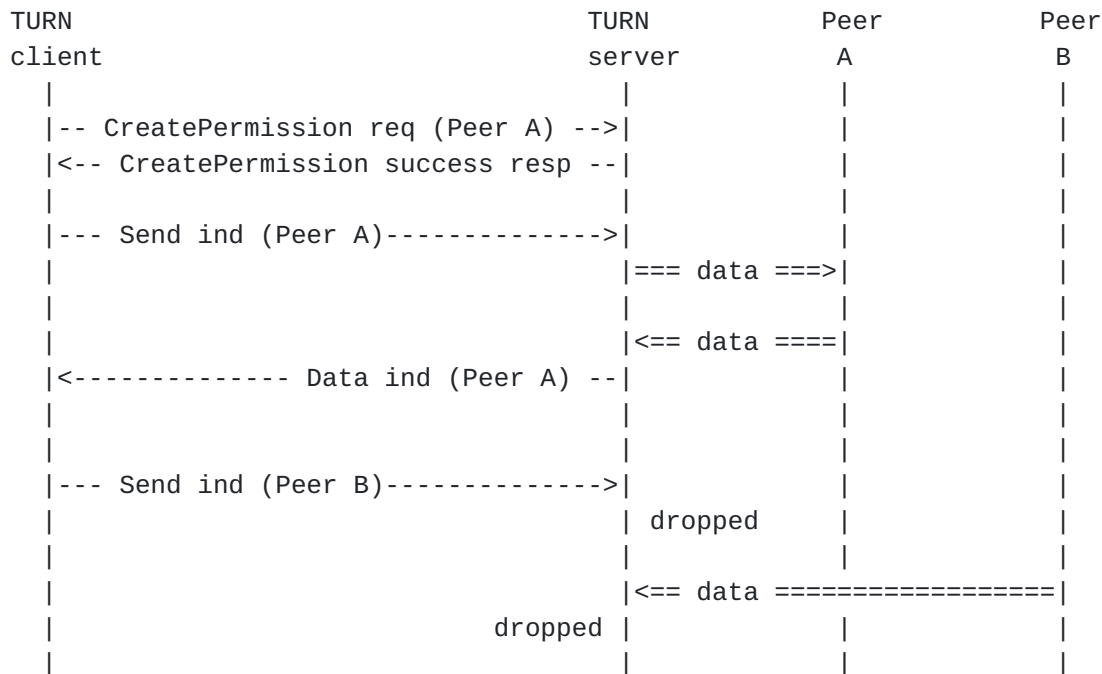 TURN                                 TURN          Peer          Peer
client                               server          A             B
  |                                    |             |             |
  |-- CreatePermission req (Peer A) -->|             |             |
  |<-- CreatePermission success resp --|             |             |
  |                                    |             |             |
  |--- Send ind (Peer A)-------------->|             |             |
  |                                    |=== data ===>|             |
  |                                    |             |             |
  |                                    |<== data ====|             |
  |<-------------- Data ind (Peer A) --|             |             |
  |                                    |             |             |
  |                                    |             |             |
  |--- Send ind (Peer B)-------------->|             |             |
  |                                    | dropped     |             |
  |                                    |             |             |
  |                                    |<== data ==================|
  |                            dropped |             |             |
  |                                    |             |             |